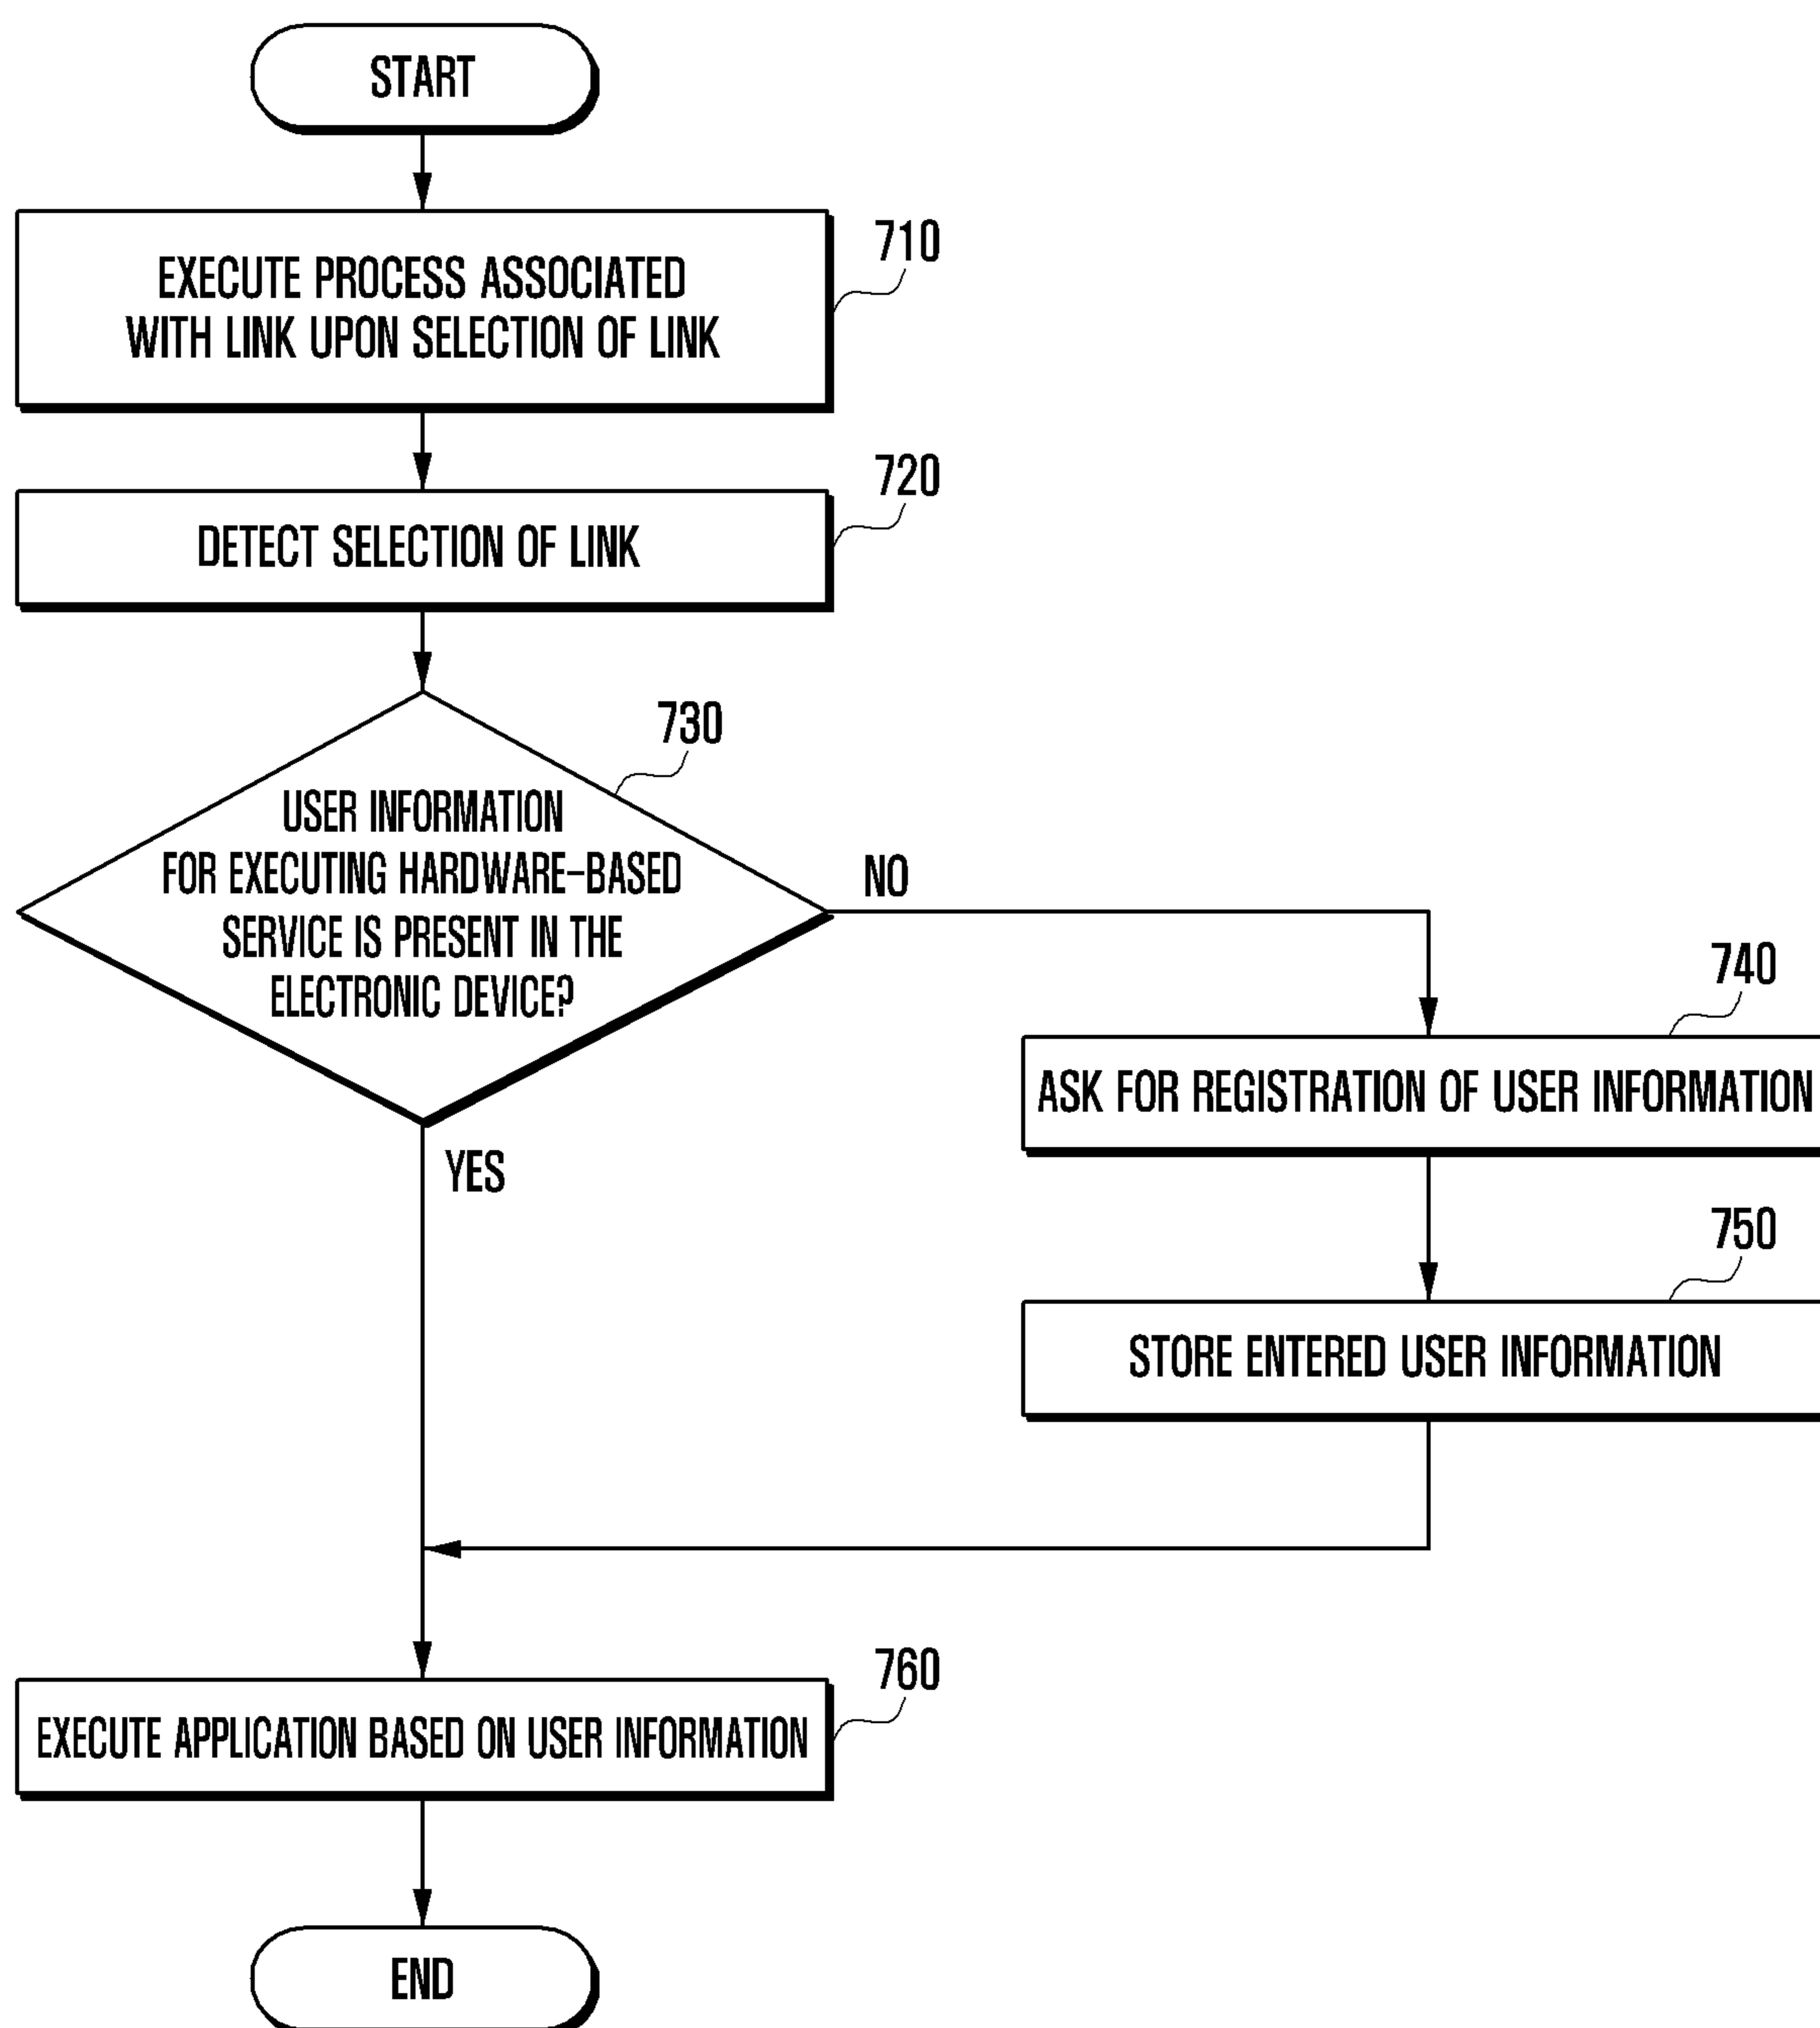 START
EXECUTE PROCESS ASSOCIATED
WITH LINK UPON SELECTION OF LINK
710
DETECT SELECTION OF LINK
720
USER INFORMATION
FOR EXECUTING HARDWARE-BASED
SERVICE IS PRESENT IN THE
ELECTRONIC DEVICE?
730
NO
YES
740
ASK FOR REGISTRATION OF USER INFORMATION
750
STORE ENTERED USER INFORMATION
760
EXECUTE APPLICATION BASED ON USER INFORMATION
END